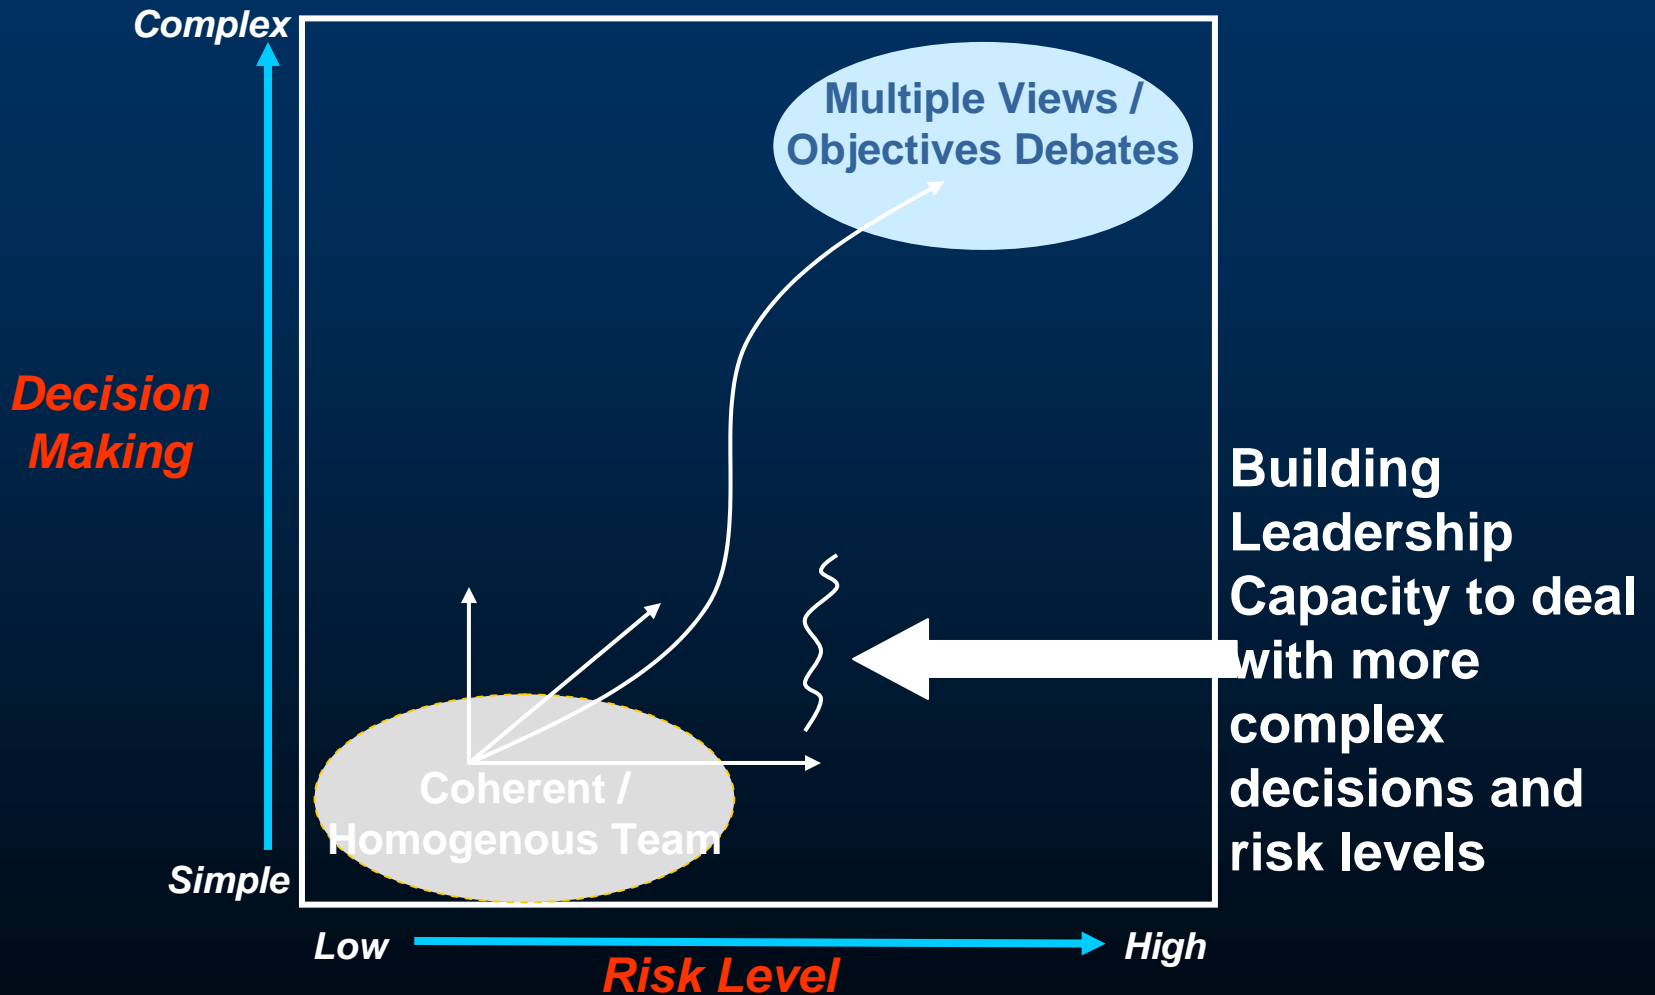 Complex
Multiple Views /
Objectives Debates
Decision
Making
Building
Leadership
Capacity to deal
with more
complex
decisions and
risk levels
Coherent /
Homogenous Team
Simple
Low
High
Risk Level